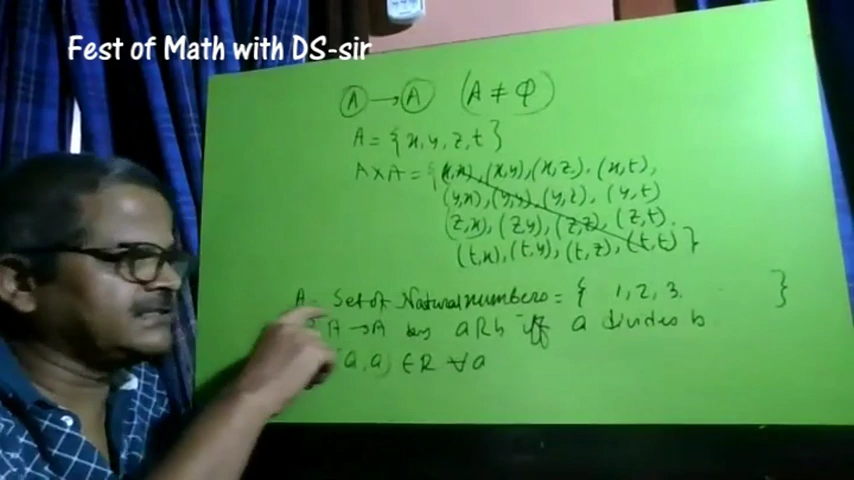 Fest of Math with DS-sir
A → A (A ≠ φ)
A = {x, y, z, t}
A×A = {(x,x), (x,y), (x,z), (x,t),
(y,x), (y,y), (y,z), (y,t)
(z,x), (z,y), (z,z), (z,t).
(t,x), (t,y), (t,z), (t,t)}
A = Set of Natural numbers = { 1, 2, 3. }
A → A by aRb iff a divides b
(a, a) ∈ R ∀ a